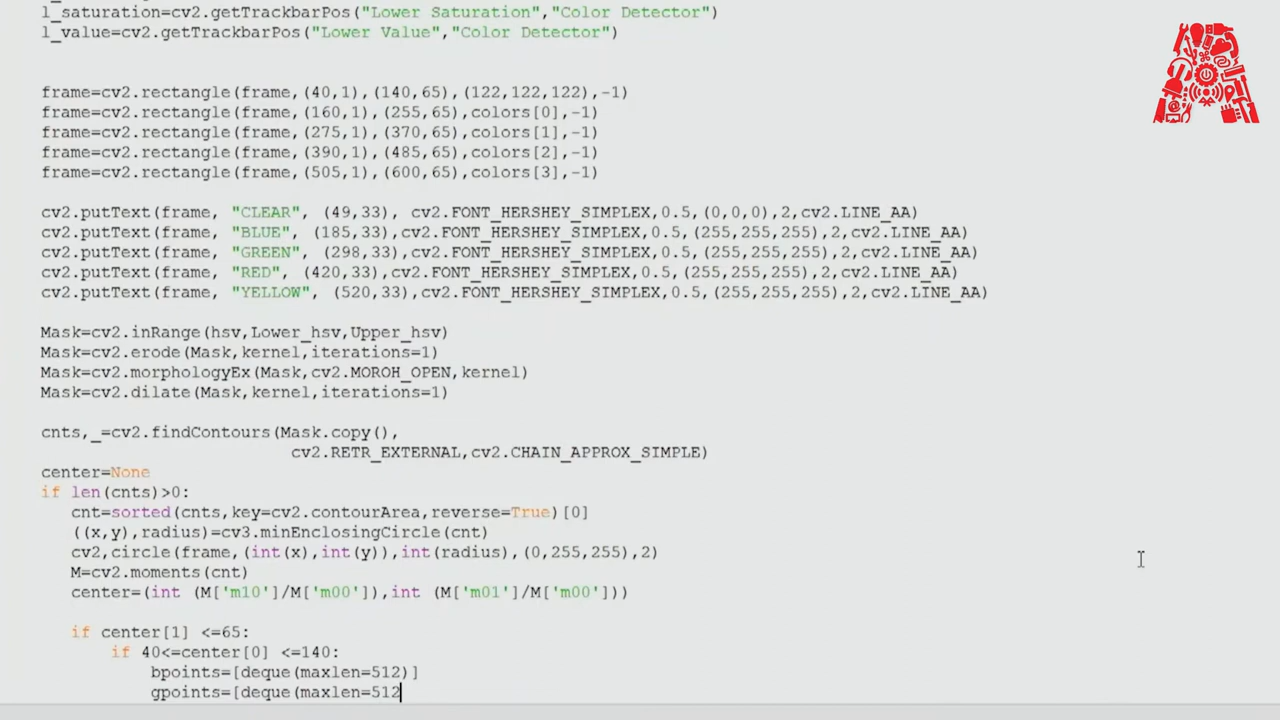 l_saturation=cv2.getTrackbarPos("Lower Saturation","Color Detector")
l_value=cv2.getTrackbarPos("Lower Value","Color Detector")
frame=cv2.rectangle(frame,(40,1),(140,65),(122,122,122),-1)
frame=cv2.rectangle(frame,(160,1),(255,65),colors[0],-1)
frame=cv2.rectangle(frame,(275,1),(370,65),colors[1],-1)
frame=cv2.rectangle(frame,(390,1),(485,65),colors[2],-1)
frame=cv2.rectangle(frame,(505,1),(600,65),colors[3],-1)
cv2.putText(frame, "CLEAR", (49,33), cv2.FONT_HERSHEY_SIMPLEX,0.5,(0,0,0),2,cv2.LINE_AA)
cv2.putText(frame, "BLUE", (185,33),cv2.FONT_HERSHEY_SIMPLEX,0.5,(255,255,255),2,cv2.LINE_AA)
cv2.putText(frame, "GREEN", (298,33),cv2.FONT_HERSHEY_SIMPLEX,0.5,(255,255,255),2,cv2.LINE_AA)
cv2.putText(frame, "RED", (420,33),cv2.FONT_HERSHEY_SIMPLEX,0.5,(255,255,255),2,cv2.LINE_AA)
cv2.putText(frame, "YELLOW", (520,33),cv2.FONT_HERSHEY_SIMPLEX,0.5,(255,255,255),2,cv2.LINE_AA)
Mask=cv2.inRange(hsv,Lower_hsv,Upper_hsv)
Mask=cv2.erode(Mask,kernel,iterations=1)
Mask=cv2.morphologyEx(Mask,cv2.MOROH_OPEN,kernel)
Mask=cv2.dilate(Mask,kernel,iterations=1)
cnts,_=cv2.findContours(Mask.copy(),
cv2.RETR_EXTERNAL,cv2.CHAIN_APPROX_SIMPLE)
center=None
if len(cnts)>0:
cnt=sorted(cnts,key=cv2.contourArea,reverse=True)[0]
((x,y),radius)=cv3.minEnclosingCircle(cnt)
cv2,circle(frame,(int(x),int(y)),int(radius),(0,255,255),2)
M=cv2.moments(cnt)
center=(int (M['m10']/M['m00']),int (M['m01']/M['m00']))
if center[1] <=65:
if 40<=center[0] <=140:
bpoints=[deque(maxlen=512)]
gpoints=[deque(maxlen=512